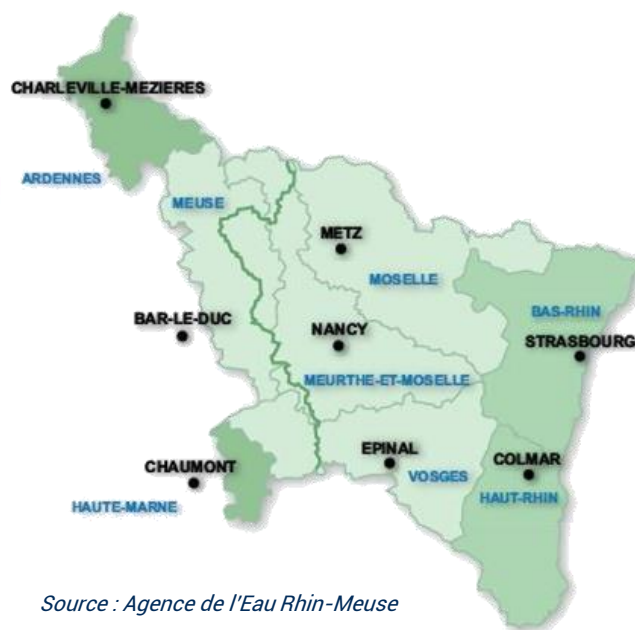 CHARLEVILLE-MEZIERES
ARDENNES
MEUSE
METZ
MOSELLE
BAR-LE-DUC
NANCY
BAS-RHIN
STRASBOURG
MEURTHE-ET-MOSELLE
EPINAL
CHAUMONT
VOSGES
COLMAR
HAUTE-MARNE
HAUT-RHIN
Source : Agence de l'Eau Rhin-Meuse